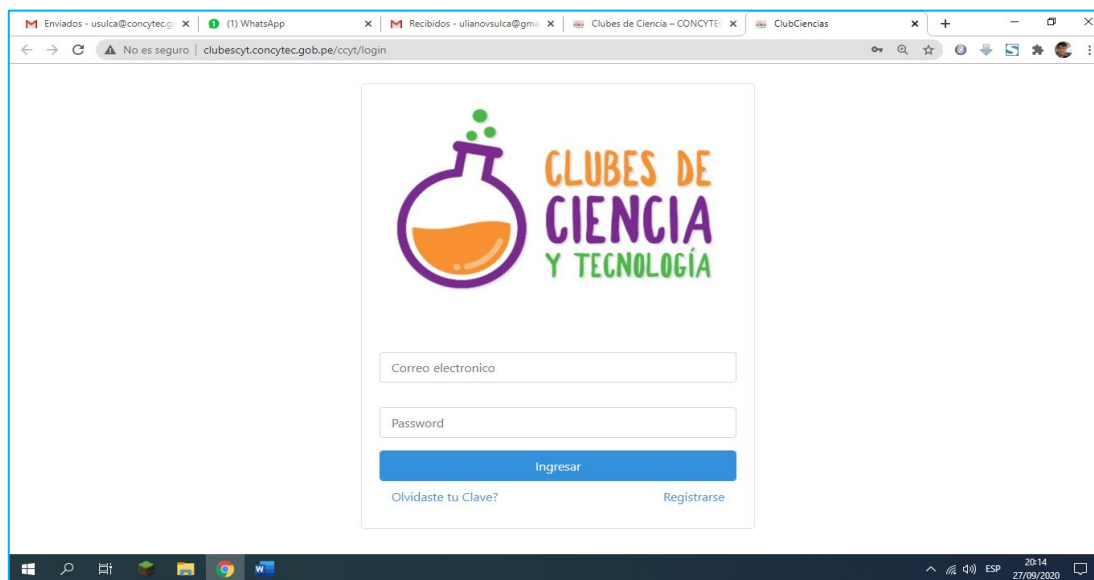 Enviados - usulca@concytec.g
(1) WhatsApp
Recibidos - ulianovsulca@gma
Clubes de Ciencia – CONCYTE
ClubCiencias
No es seguro | clubescyt.concytec.gob.pe/ccyt/login
CLUBES DE
CIENCIA
Y TECNOLOGÍA
Correo electronico
Password
Ingresar
Olvidaste tu Clave?
Registrarse
ESP
20:14
27/09/2020